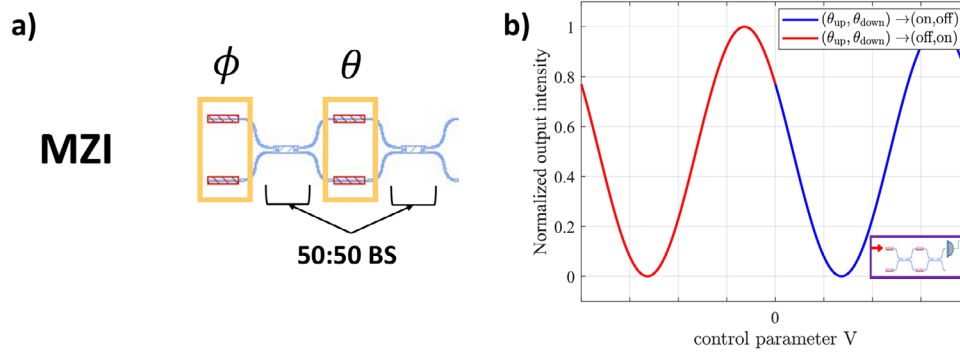 a)
ϕ
θ
MZI
50:50 BS
b)
(θup, θdown) →(on,off)
(θup, θdown) →(off,on)
Normalized output intensity
1
0.8
0.6
0.4
0.2
0
0
control parameter V